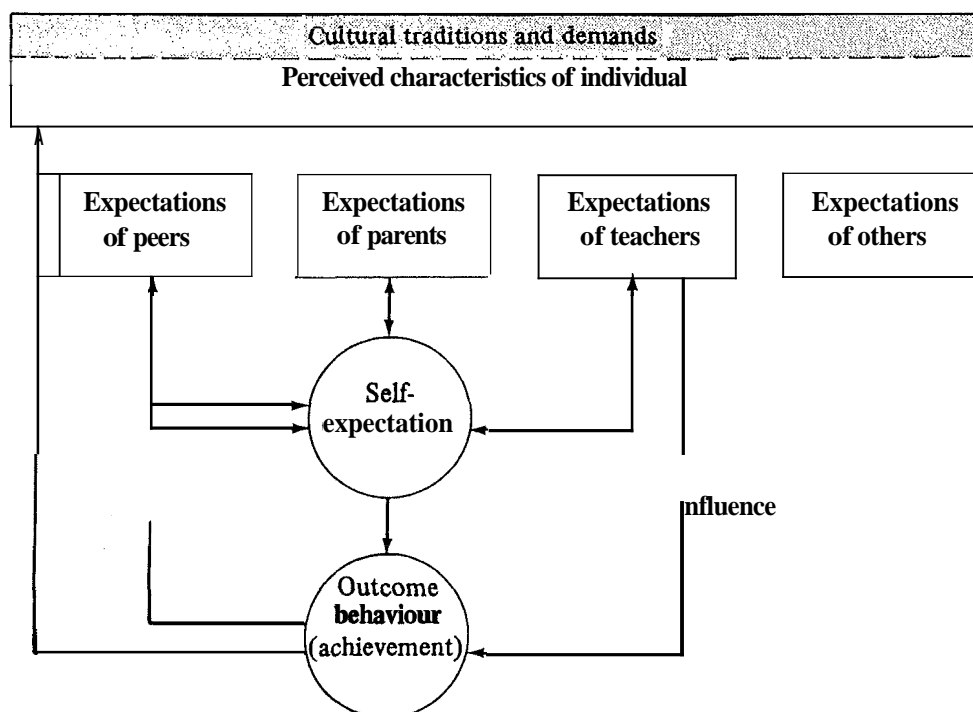 Cultural traditions and demands
Perceived characteristics of individual
Expectations
of peers
Expectations
of parents
Expectations
of teachers
Expectations
of others
Self-
expectation
nfluence
Outcome
behaviour
(achievement)